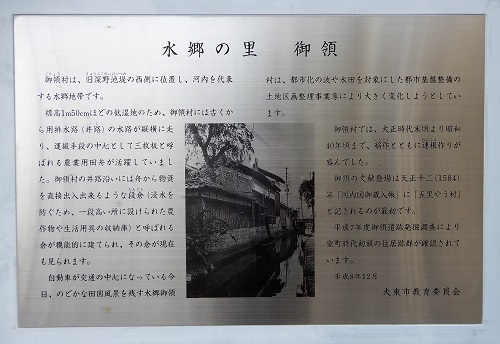 水郷の里　御領
御領村は、旧深野池堤の西側に位置し、河内を代表
する水郷地帯です。
標高1m50cmほどの低湿地のため、御領村には古くか
ら用排水路（井路）の水路が縦横に走
り、運搬手段の中心として三枚板と呼
ばれる農業用田舟が活躍していまし
た。御領村の井路沿いには舟から物資
を直接出入出来るような段倉（浸水を
防ぐため、一段高い所に設けられた農
作物や生活用具の収納庫）と呼ばれる
倉が機能的に建てられ、その倉が現在
も見られます。
自動車が交通の中心になっている今
日、のどかな田園風景を残す水郷御領
村は、都市化の波や水田を対象にした都市基盤整備の
土地区画整理事業等により大きく変化しようとしてい
ます。
御領村では、大正時代末頃より昭和
40年頃まで、稲作とともに蓮根作りが
盛んでした。
御領の文献登場は天正十二(1584)
年「河内国御蔵入帳」に「五里やう村」
と記されるのが最初です。
平成7年度御領遺跡発掘調査により
室町時代初頭の住居跡群が確認されて
います。
平成8年12月
大東市教育委員会